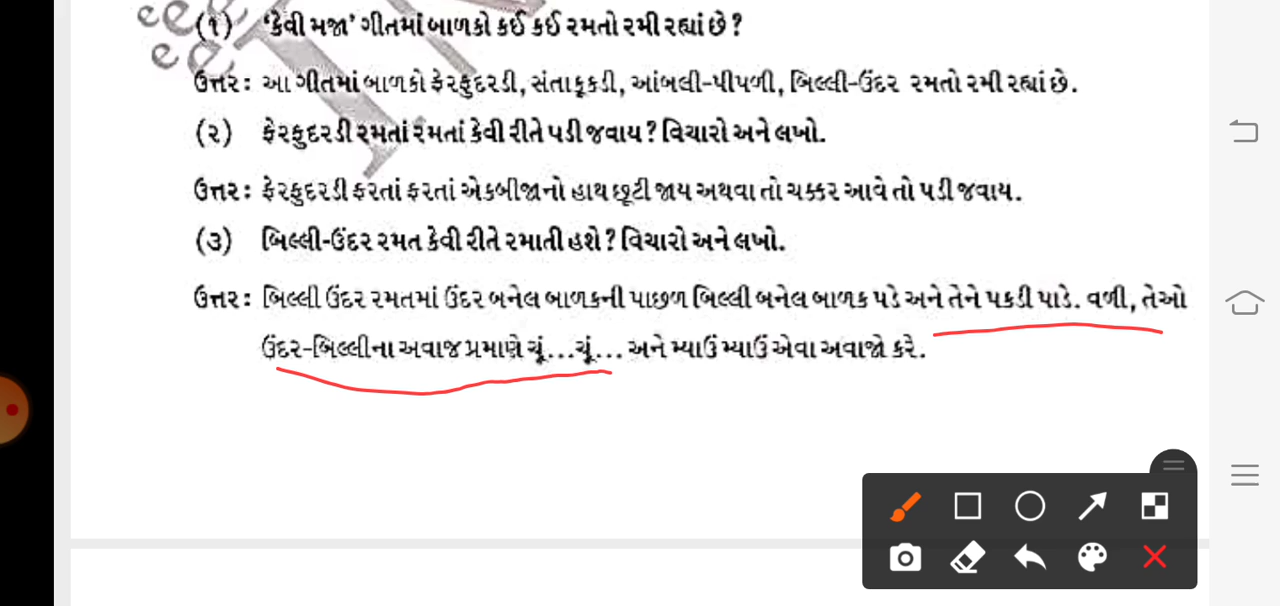 (૧) ‘કેવી મજા’ ગીતમાં બાળકો કઈ કઈ રમતો રમી રહ્યાં છે?
ઉત્તર: આ ગીતમાં બાળકો ફેરફુદરડી, સંતાકૂકડી, આંબલી-પીપળી, બિલ્લી-ઉંદર રમતો રમી રહ્યાં છે.
(૨) ફેરફુદરડી રમતાં રમતાં કેવી રીતે પડી જવાય? વિચારો અને લખો.
ઉત્તર: ફેરફુદરડી ફરતાં ફરતાં એકબીજાનો હાથ છૂટી જાય અથવા તો ચક્કર આવે તો પડી જવાય.
(૩) બિલ્લી-ઉંદર રમત કેવી રીતે રમાતી હશે? વિચારો અને લખો.
ઉત્તર: બિલ્લી ઉંદર રમતમાં ઉંદર બનેલ બાળકની પાછળ બિલ્લી બનેલ બાળક પડે અને તેને પકડી પાડે. વળી, તેઓ
ઉંદર-બિલ્લીના અવાજ પ્રમાણે ચૂં...ચૂં... અને મ્યાઉં મ્યાઉં એવા અવાજો કરે.